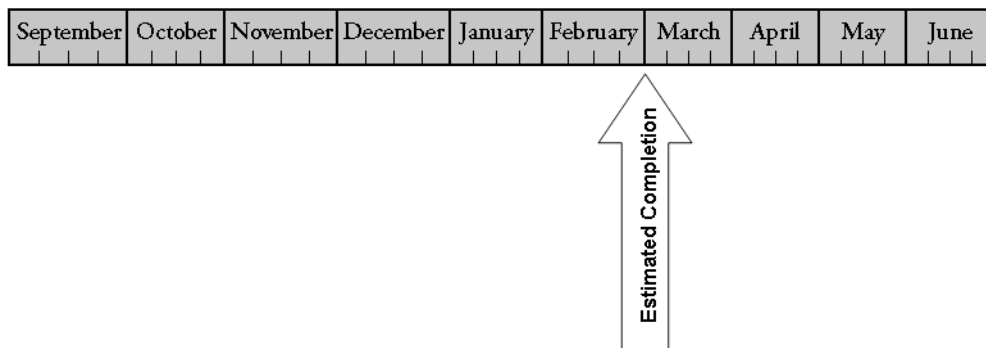 September October November December January February March April May June
Estimated Completion